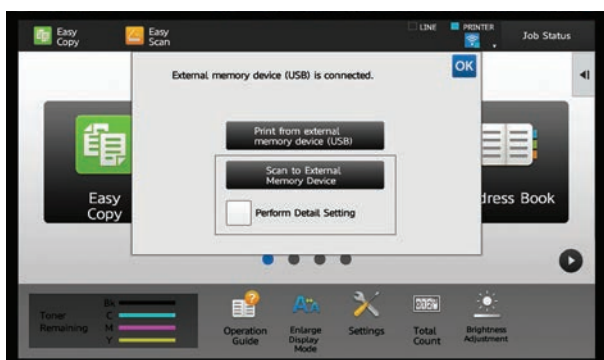 Easy
Copy
Easy
Scan
LINE
PRINTER
Job Status
External memory device (USB) is connected.
OK
Print from external
memory device (USB)
Scan to External
Memory Device
Perform Detail Setting
Easy
Copy
dress Book
Toner
Remaining
Bk
C
M
Y
Operation
Guide
Enlarge
Display
Mode
Settings
Total
Count
Brightness
Adjustment